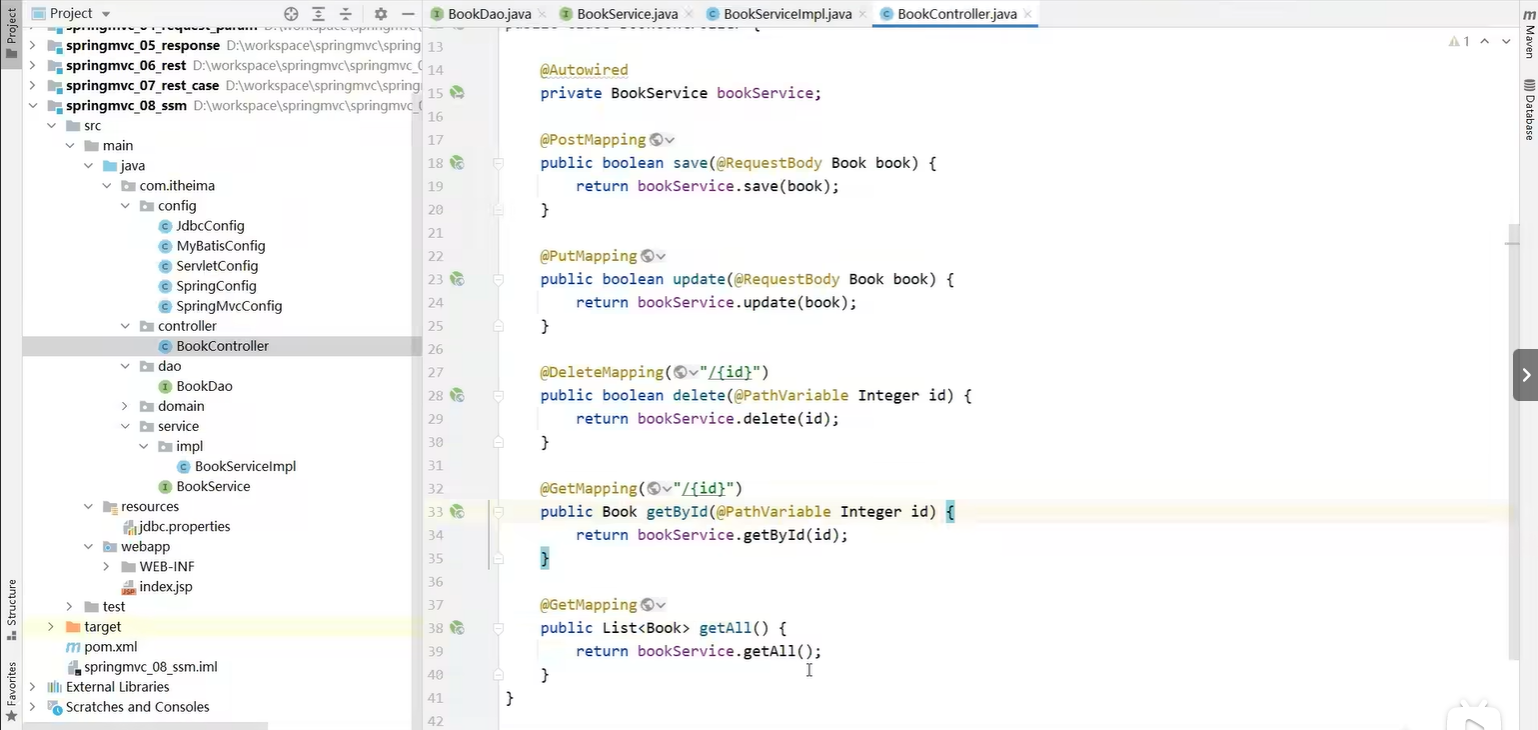 Project
BookDao.java
BookService.java
BookServiceImpl.java
BookController.java
springmvc_04_request_param
springmvc_05_response D:\workspace\springmvc\spring
springmvc_06_rest D:\workspace\springmvc\springmvc_0
springmvc_07_rest_case D:\workspace\springmvc\spring
springmvc_08_ssm D:\workspace\springmvc\springmvc_0
src
main
java
com.itheima
config
JdbcConfig
MyBatisConfig
ServletConfig
SpringConfig
SpringMvcConfig
controller
BookController
dao
BookDao
domain
service
impl
BookServiceImpl
BookService
resources
jdbc.properties
webapp
WEB-INF
index.jsp
test
target
pom.xml
springmvc_08_ssm.iml
External Libraries
Scratches and Consoles
Project
Structure
Favorites
13
14 @Autowired
15 private BookService bookService;
16
17 @PostMapping
18 public boolean save(@RequestBody Book book) {
19 return bookService.save(book);
20 }
21
22 @PutMapping
23 public boolean update(@RequestBody Book book) {
24 return bookService.update(book);
25 }
26
27 @DeleteMapping("/{id}")
28 public boolean delete(@PathVariable Integer id) {
29 return bookService.delete(id);
30 }
31
32 @GetMapping("/{id}")
33 public Book getById(@PathVariable Integer id) {
34 return bookService.getById(id);
35 }
36
37 @GetMapping
38 public List<Book> getAll() {
39 return bookService.getAll();
40 }
41 }
42
1
Maven
Database